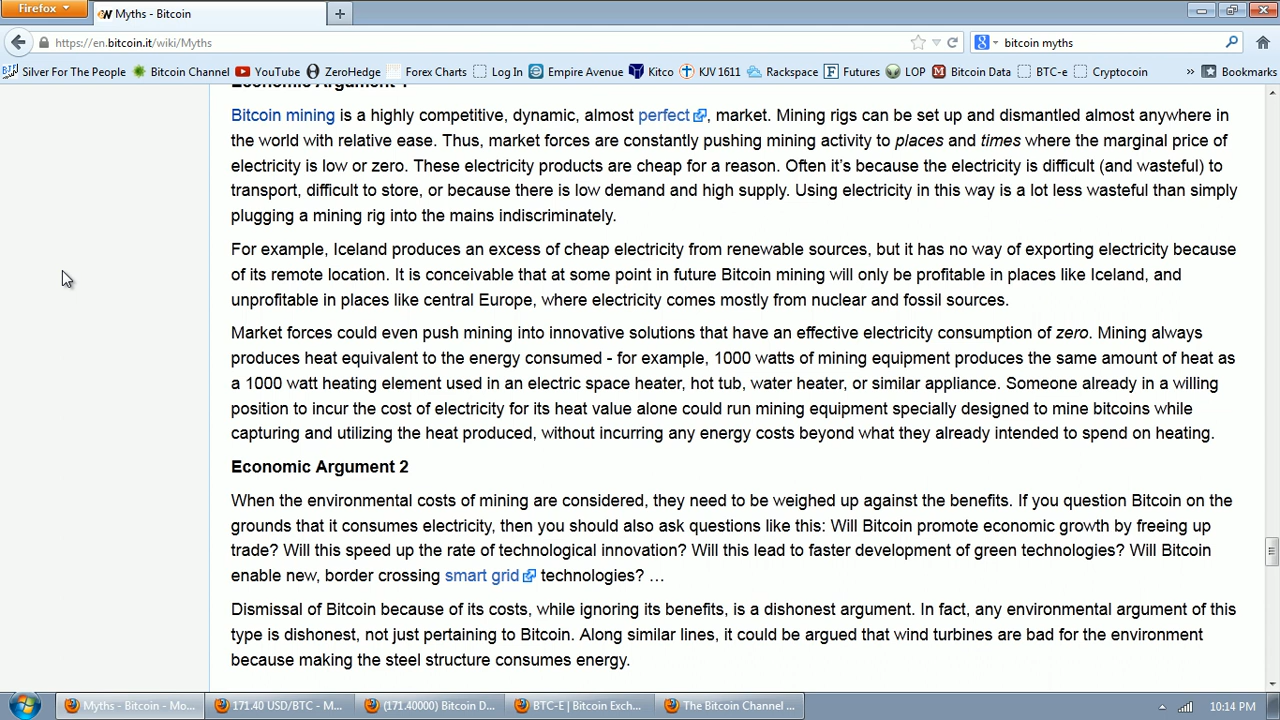 Firefox
Myths - Bitcoin
https://en.bitcoin.it/wiki/Myths
bitcoin myths
Silver For The People
Bitcoin Channel
YouTube
ZeroHedge
Forex Charts
Log In
Empire Avenue
Kitco
KJV 1611
Rackspace
Futures
LOP
Bitcoin Data
BTC-e
Cryptocoin
»
Bookmarks
Economic Argument 1
Bitcoin mining is a highly competitive, dynamic, almost perfect, market. Mining rigs can be set up and dismantled almost anywhere in
the world with relative ease. Thus, market forces are constantly pushing mining activity to places and times where the marginal price of
electricity is low or zero. These electricity products are cheap for a reason. Often it's because the electricity is difficult (and wasteful) to
transport, difficult to store, or because there is low demand and high supply. Using electricity in this way is a lot less wasteful than simply
plugging a mining rig into the mains indiscriminately.
For example, Iceland produces an excess of cheap electricity from renewable sources, but it has no way of exporting electricity because
of its remote location. It is conceivable that at some point in future Bitcoin mining will only be profitable in places like Iceland, and
unprofitable in places like central Europe, where electricity comes mostly from nuclear and fossil sources.
Market forces could even push mining into innovative solutions that have an effective electricity consumption of zero. Mining always
produces heat equivalent to the energy consumed - for example, 1000 watts of mining equipment produces the same amount of heat as
a 1000 watt heating element used in an electric space heater, hot tub, water heater, or similar appliance. Someone already in a willing
position to incur the cost of electricity for its heat value alone could run mining equipment specially designed to mine bitcoins while
capturing and utilizing the heat produced, without incurring any energy costs beyond what they already intended to spend on heating.
Economic Argument 2
When the environmental costs of mining are considered, they need to be weighed up against the benefits. If you question Bitcoin on the
grounds that it consumes electricity, then you should also ask questions like this: Will Bitcoin promote economic growth by freeing up
trade? Will this speed up the rate of technological innovation? Will this lead to faster development of green technologies? Will Bitcoin
enable new, border crossing smart grid technologies? …
Dismissal of Bitcoin because of its costs, while ignoring its benefits, is a dishonest argument. In fact, any environmental argument of this
type is dishonest, not just pertaining to Bitcoin. Along similar lines, it could be argued that wind turbines are bad for the environment
because making the steel structure consumes energy.
Myths - Bitcoin - Mo...
171.40 USD/BTC - M...
(171.40000) Bitcoin D...
BTC-E | Bitcoin Exch...
The Bitcoin Channel ...
10:14 PM